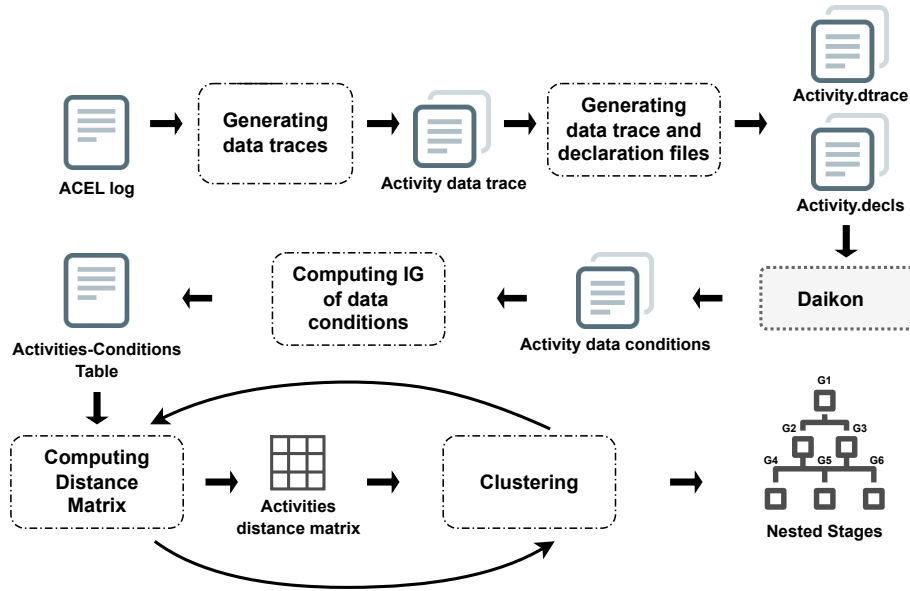 ACEL log
Generating
data traces
Activity data trace
Generating
data trace and
declaration files
Activity.dtrace
Activity.decls
Daikon
Activity data conditions
Computing IG
of data
conditions
Activities-Conditions
Table
Computing
Distance
Matrix
Activities
distance matrix
Clustering
G1
G2 G3
G4 G5 G6
Nested Stages